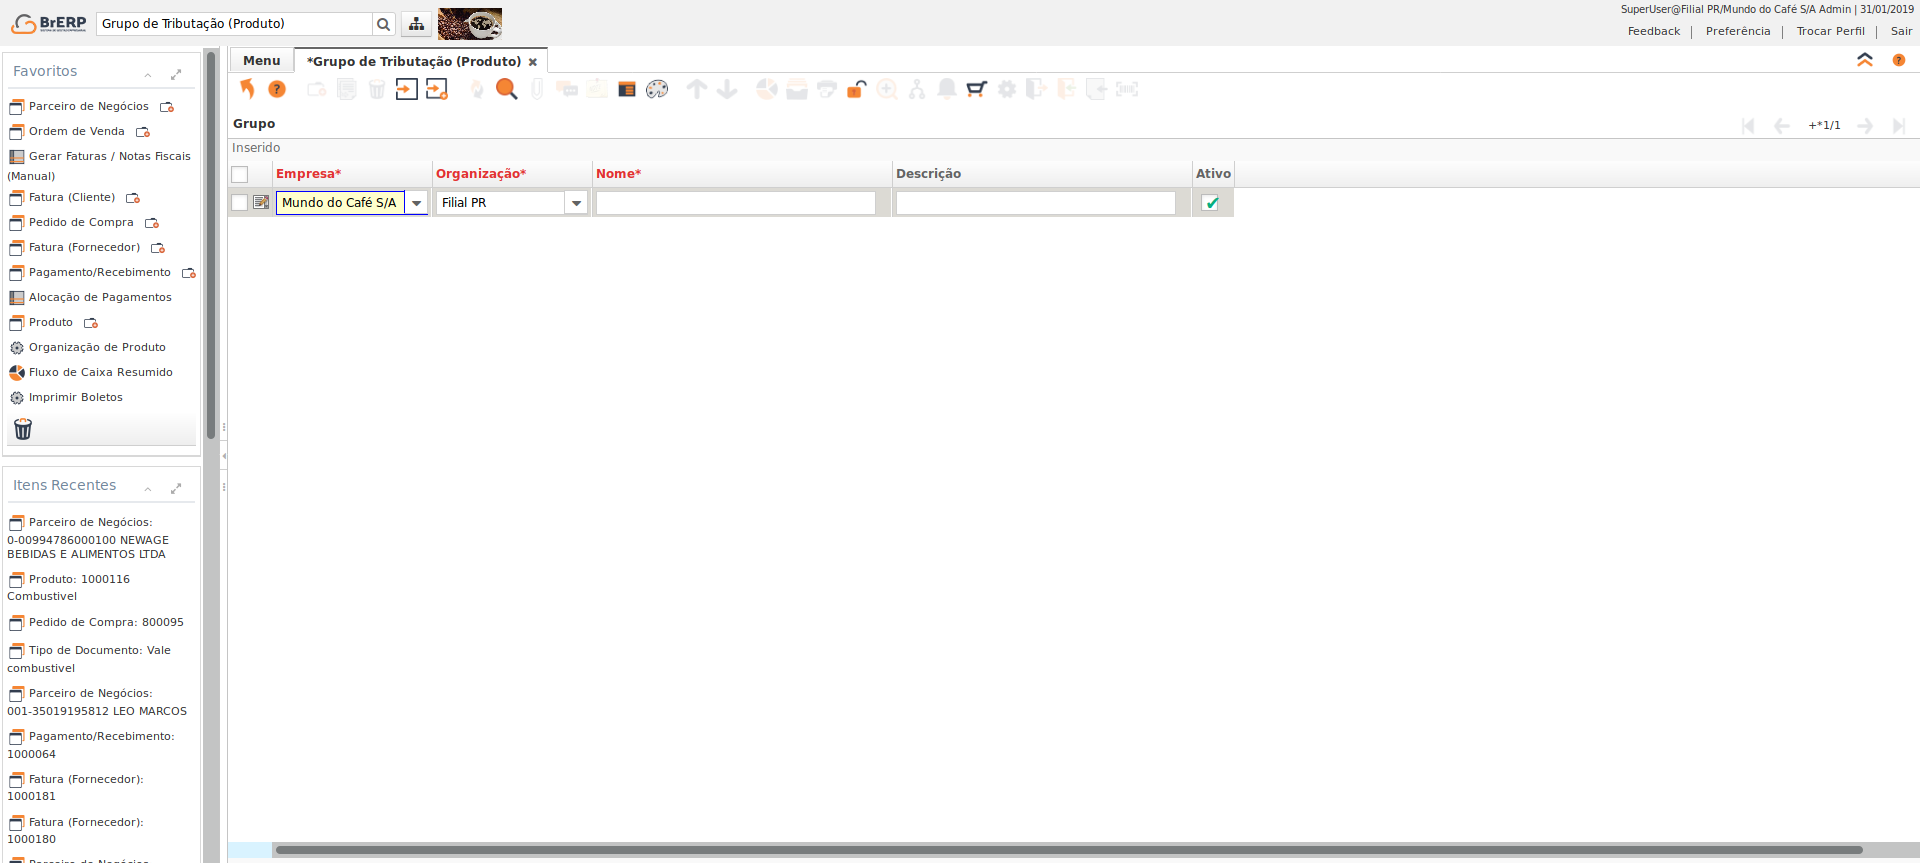 BrERP
Grupo de Tributação (Produto)
SuperUser@Filial PR/Mundo do Café S/A Admin | 31/01/2019
Feedback | Preferência | Trocar Perfil | Sair
Favoritos
Parceiro de Negócios
Ordem de Venda
Gerar Faturas / Notas Fiscais
(Manual)
Fatura (Cliente)
Pedido de Compra
Fatura (Fornecedor)
Pagamento/Recebimento
Alocação de Pagamentos
Produto
Organização de Produto
Fluxo de Caixa Resumido
Imprimir Boletos
Itens Recentes
Parceiro de Negócios:
0-00994786000100 NEWAGE
BEBIDAS E ALIMENTOS LTDA
Produto: 1000116
Combustivel
Pedido de Compra: 800095
Tipo de Documento: Vale
combustivel
Parceiro de Negócios:
001-35019195812 LEO MARCOS
Pagamento/Recebimento:
1000064
Fatura (Fornecedor):
1000181
Fatura (Fornecedor):
1000180
Parceiro de Negócios
Menu
*Grupo de Tributação (Produto)
Grupo
+*1/1
Inserido
Empresa* Organização* Nome* Descrição Ativo
Mundo do Café S/A Filial PR